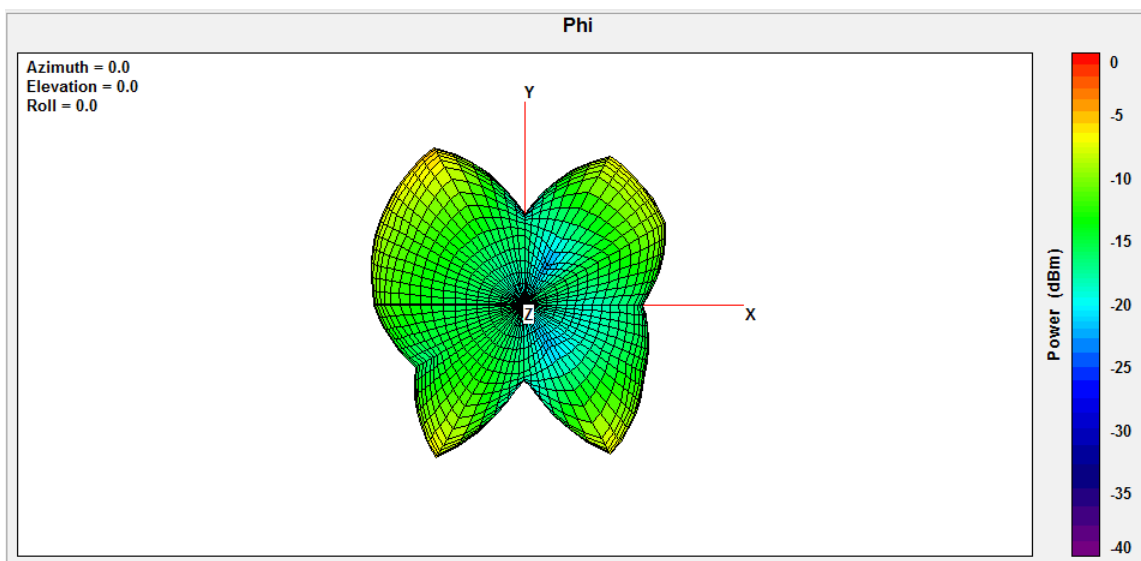 Phi
Azimuth = 0.0
Elevation = 0.0
Roll = 0.0
Y
X
Z
0
-5
-10
-15
-20
-25
-30
-35
-40
Power (dBm)